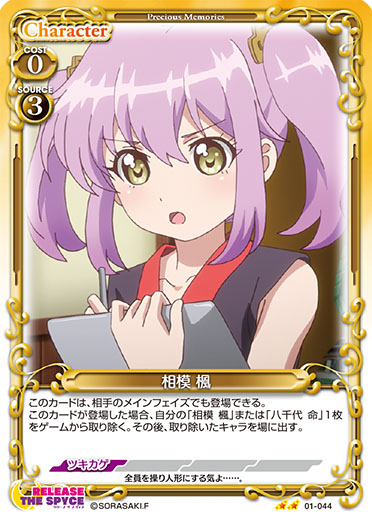 Precious Memories
Character
COST
0
SOURCE
3
相模 楓
このカードは、相手のメインフェイズでも登場できる。
このカードが登場した場合、自分の「相模 楓」または「八千代 命」1枚
をゲームから取り除く。その後、取り除いたキャラを場に出す。
ツキカゲ
全員を操り人形にする気よ……。
RELEASE
THE SPYCE
©SORASAKI.F
01-044